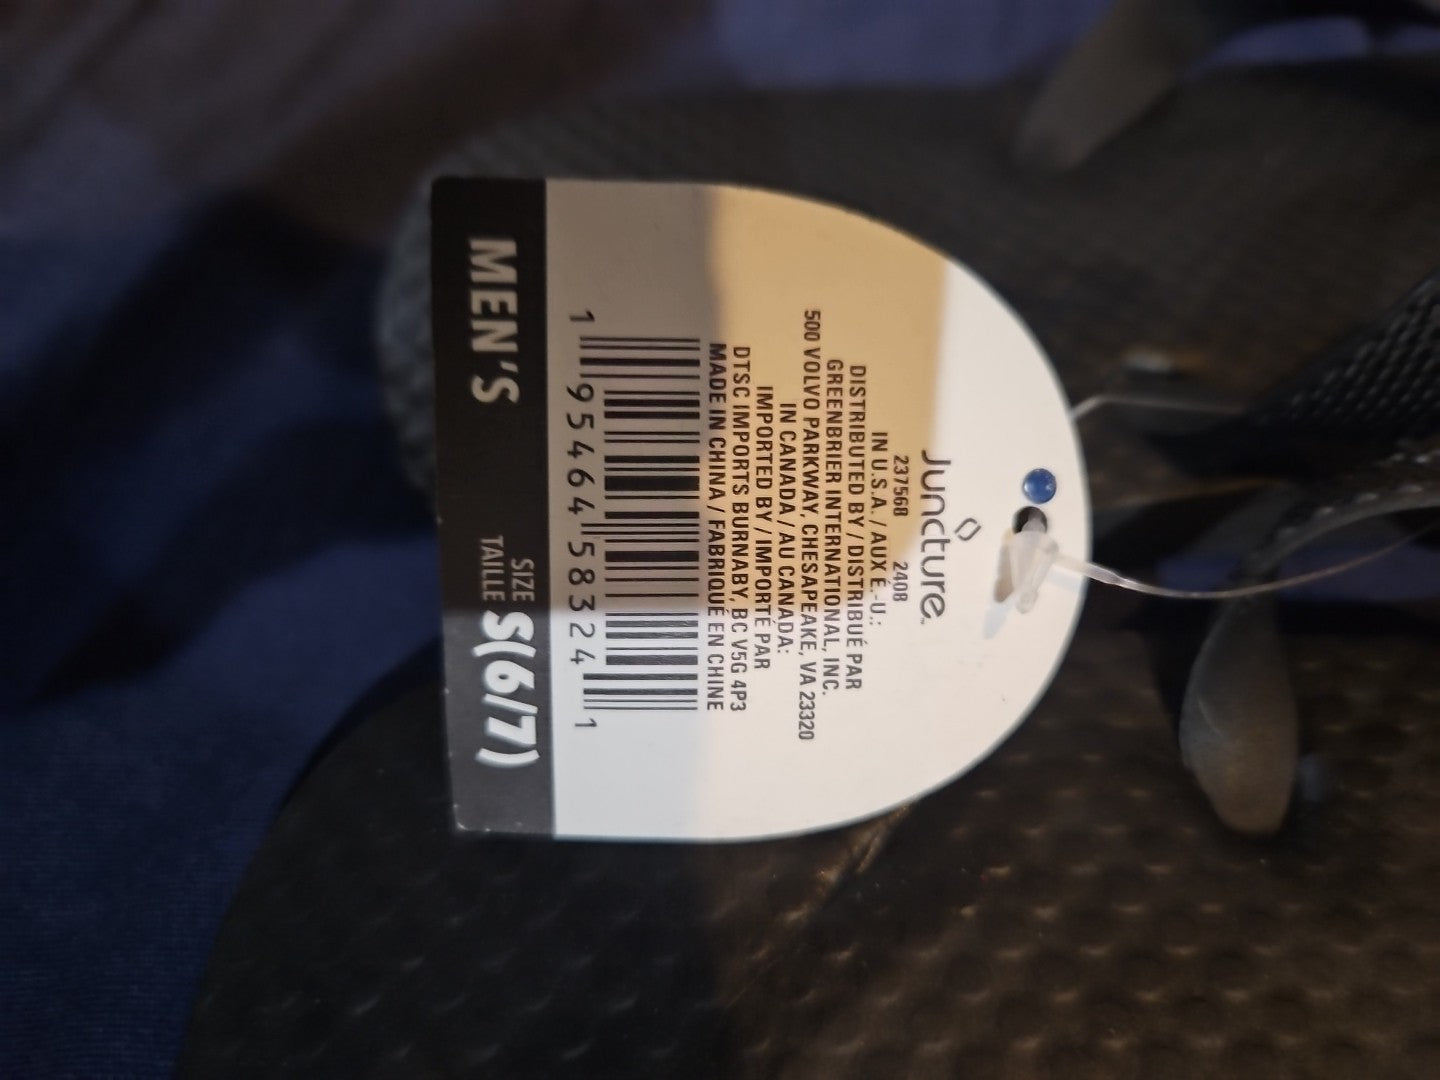 Juncture™
237568 2408
IN U.S.A. / AUX É.-U.:
DISTRIBUTED BY / DISTRIBUÉ PAR
GREENBRIER INTERNATIONAL, INC.
500 VOLVO PARKWAY, CHESAPEAKE, VA 23320
IN CANADA / AU CANADA:
IMPORTED BY / IMPORTÉ PAR
DTSC IMPORTS BURNABY, BC V5G 4P3
MADE IN CHINA / FABRIQUÉ EN CHINE
1 95464 58324 1
MEN'S SIZE TAILLE S(6/7)